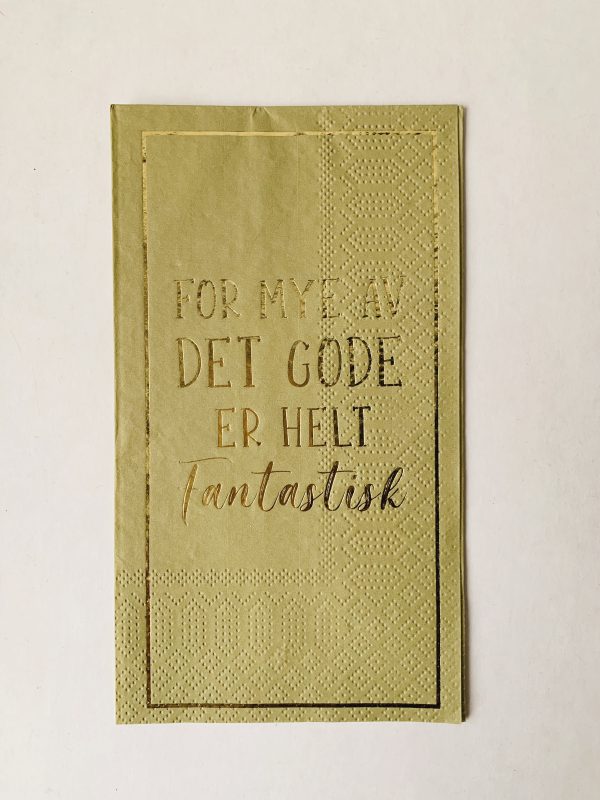 FOR MYE AV
DET GODE
ER HELT
Fantastisk